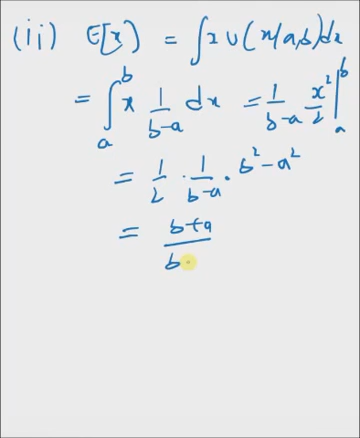 (ii) E[x] = ∫ x U(x|a,b) dx
= ∫_a^b x 1/(b-a) dx = 1/(b-a) x²/2 |_a^b
= 1/2 · 1/(b-a) · b² - a²
= (b+a)/b